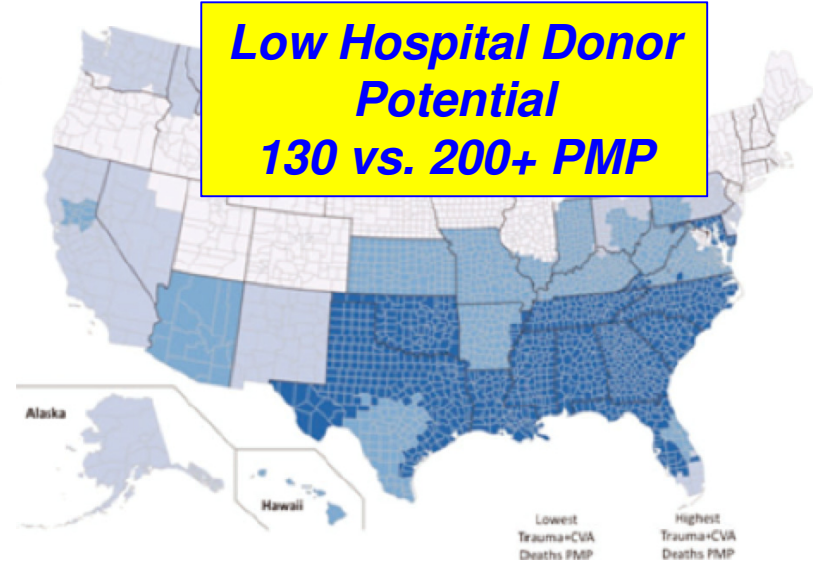 Low Hospital Donor
Potential
130 vs. 200+ PMP
Alaska
Hawaii
Lowest
Trauma+CVA
Deaths PMP
Highest
Trauma+CVA
Deaths PMP